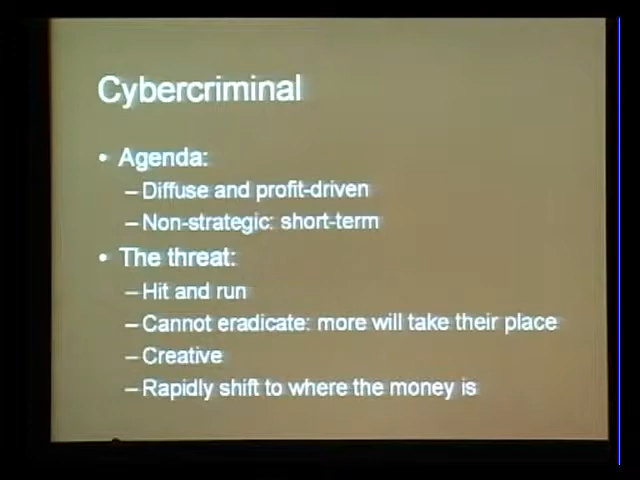 Cybercriminal
• Agenda:
– Diffuse and profit-driven
– Non-strategic: short-term
• The threat:
– Hit and run
– Cannot eradicate: more will take their place
– Creative
– Rapidly shift to where the money is